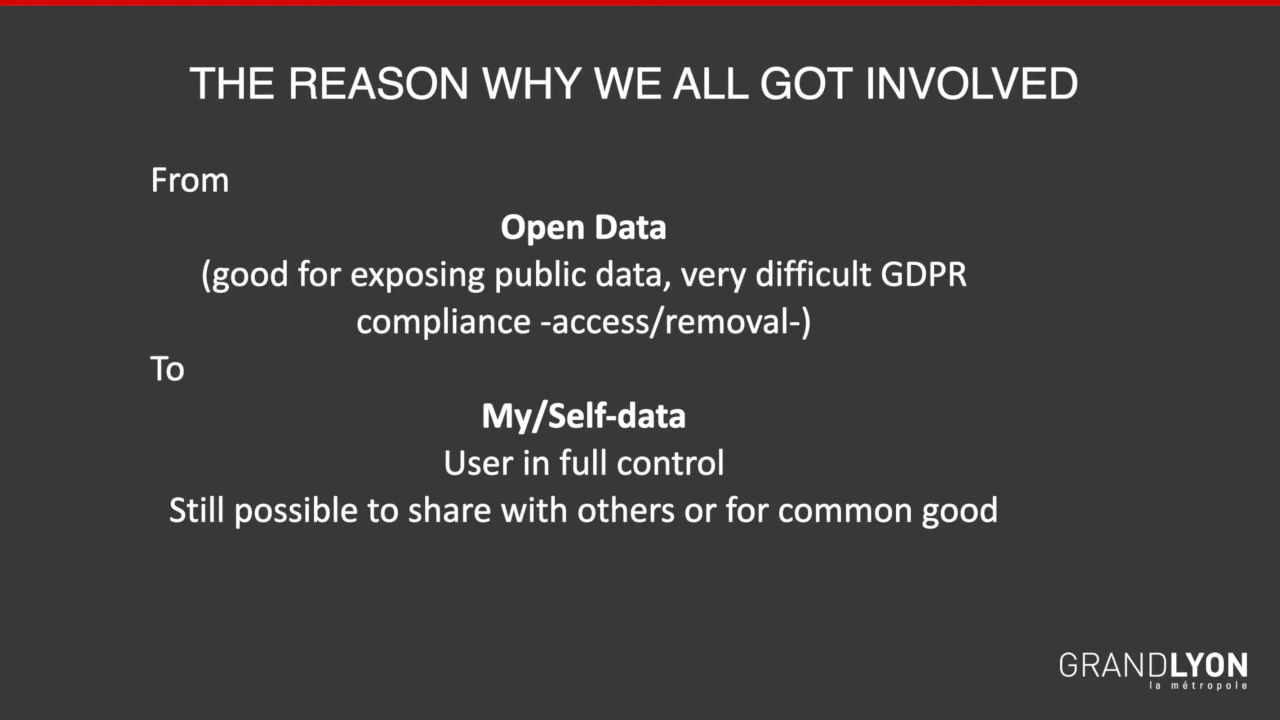 THE REASON WHY WE ALL GOT INVOLVED
From
Open Data
(good for exposing public data, very difficult GDPR
compliance -access/removal-)
To
My/Self-data
User in full control
Still possible to share with others or for common good
GRANDLYON
la métropole